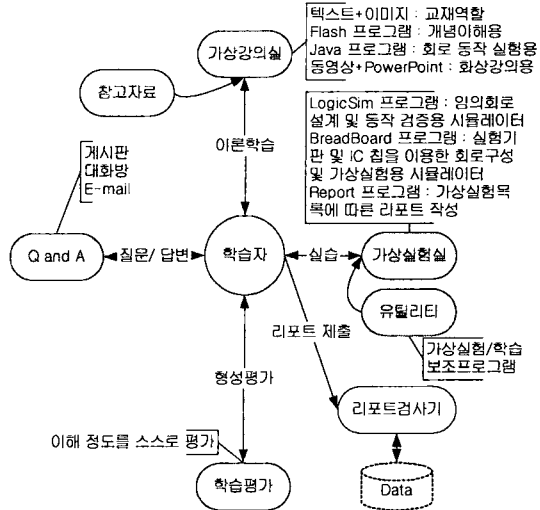 텍스트+이미지 : 교재역할
Flash 프로그램 : 개념이해용
Java 프로그램 : 회로 동작 실험용
동영상+PowerPoint : 화상강의용
가상강의실
참고자료
LogicSim 프로그램 : 임의회로
설계 및 동작 검증용 시뮬레이터
BreadBoard 프로그램 : 실험기
판 및 IC 칩을 이용한 회로구성
및 가상실험용 시뮬레이터
Report 프로그램 : 가상실험목
록에 따른 리포트 작성
이론학습
게시판
대화방
E-mail
Q and A
질문/ 답변
학습자
실습
가상실험실
유틸리티
리포트 제출
가상실험/학습
보조프로그램
형성평가
리포트검사기
이해 정도를 스스로 평가
학습평가
Data